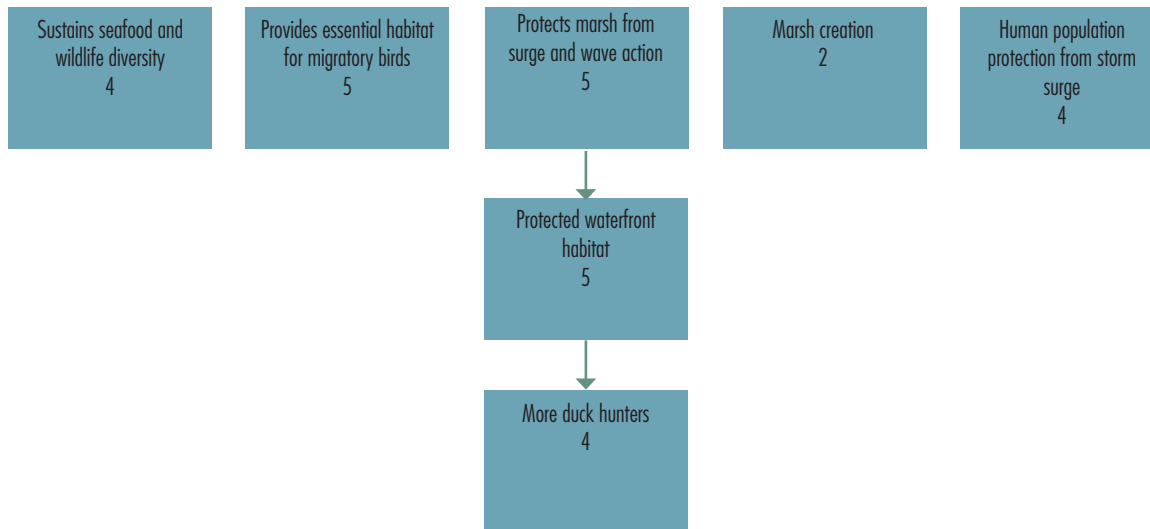 Sustains seafood and
wildlife diversity
4
Provides essential habitat
for migratory birds
5
Protects marsh from
surge and wave action
5
Marsh creation
2
Human population
protection from storm
surge
4
Protected waterfront
habitat
5
More duck hunters
4